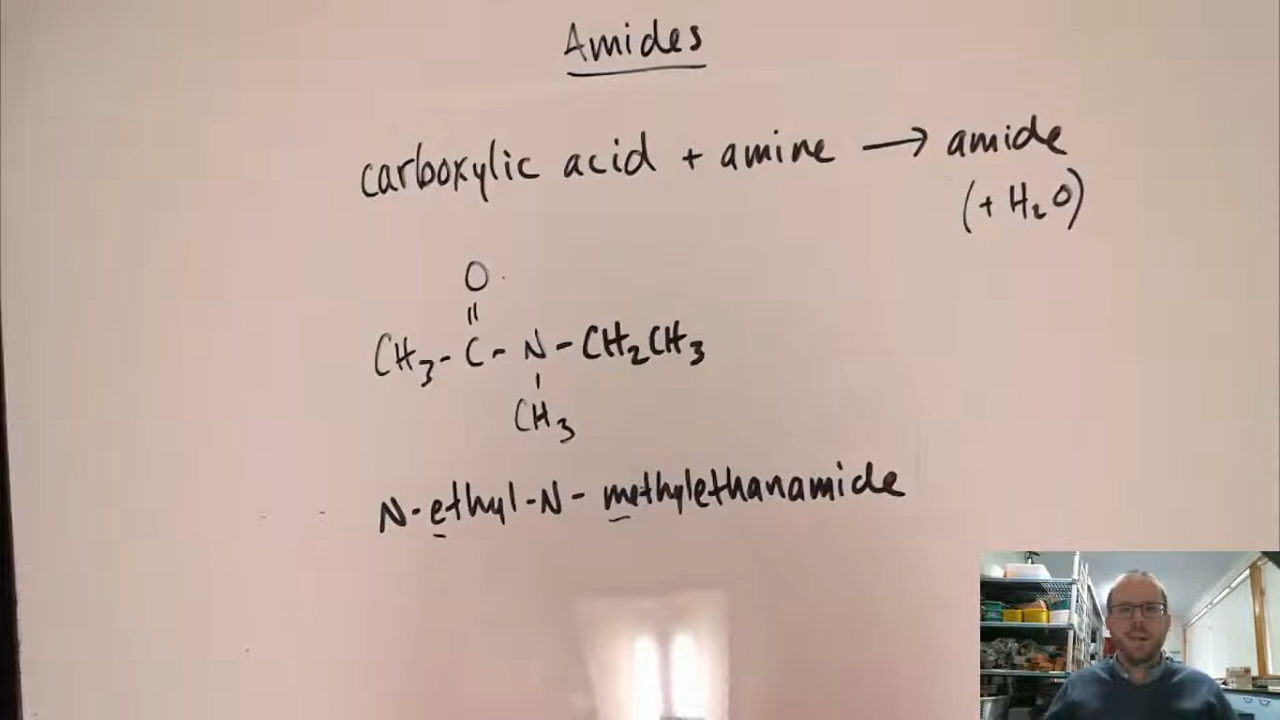 Amides
carboxylic acid + amine → amide
(+ H₂O)
O
||
CH₃ - C - N - CH₂CH₃
|
CH₃
N-ethyl-N-methylethanamide